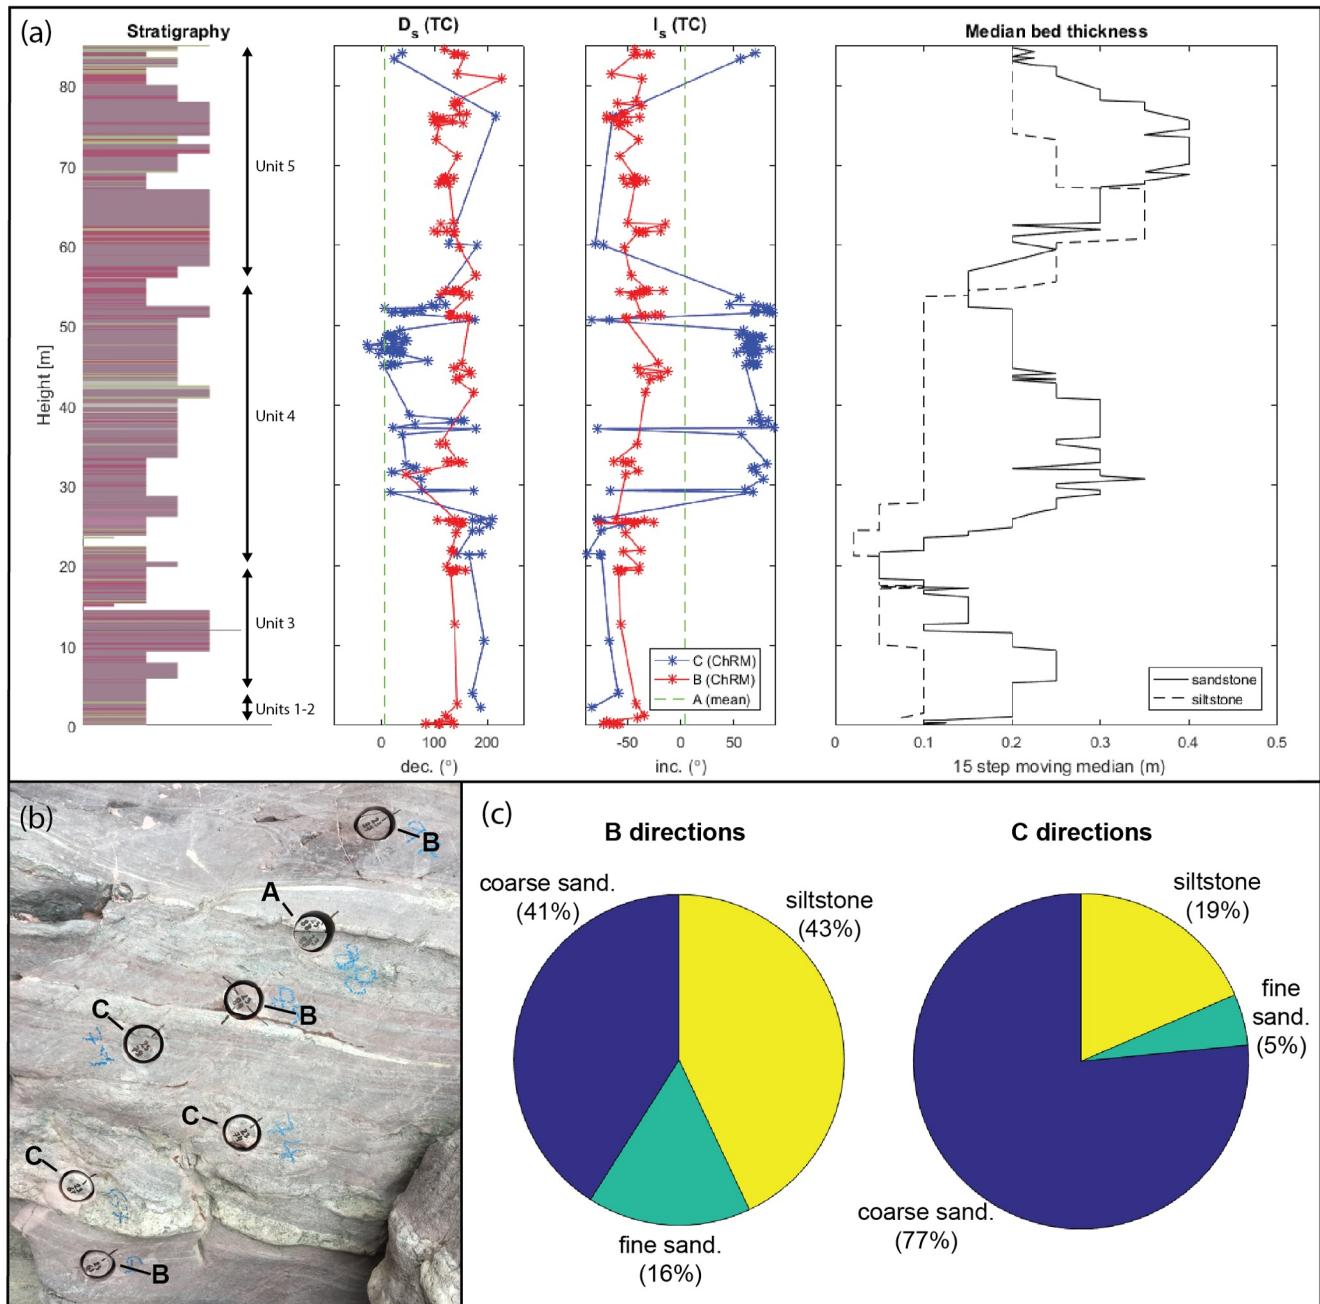 (a)
Stratigraphy
Dₛ (TC)
Iₛ (TC)
Median bed thickness
Height [m]
80
70
60
50
40
30
20
10
0
Unit 5
Unit 4
Unit 3
Units 1-2
0 100 200
dec. (°)
-50 0 50
inc. (°)
C (ChRM)
B (ChRM)
A (mean)
0 0.1 0.2 0.3 0.4 0.5
15 step moving median (m)
sandstone
siltstone
(b)
B
A
B
C
C
C
B
(c)
B directions
coarse sand.
(41%)
siltstone
(43%)
fine sand.
(16%)
C directions
siltstone
(19%)
fine
sand.
(5%)
coarse sand.
(77%)